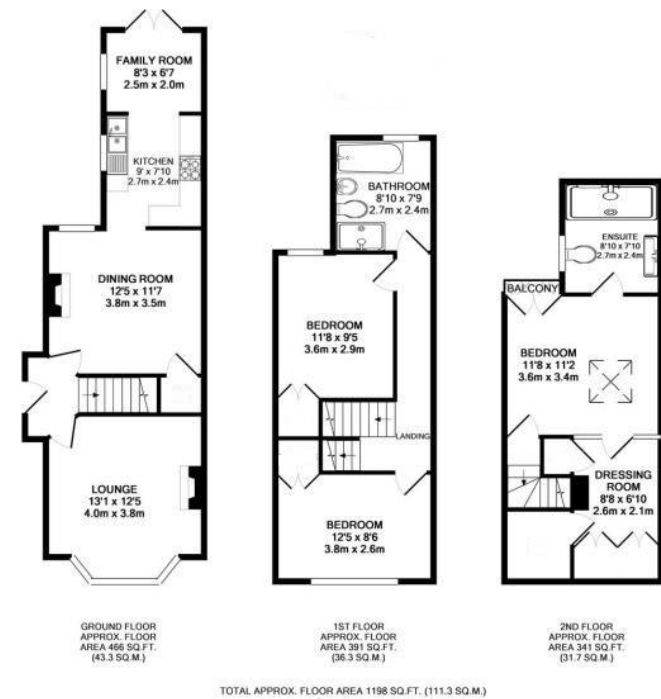 FAMILY ROOM
8'3 x 6'7
2.5m x 2.0m
KITCHEN
9' x 7'10
2.7m x 2.4m
DINING ROOM
12'5 x 11'7
3.8m x 3.5m
LOUNGE
13'1 x 12'5
4.0m x 3.8m
GROUND FLOOR
APPROX. FLOOR
AREA 466 SQ.FT.
(43.3 SQ.M.)
BATHROOM
8'10 x 7'9
2.7m x 2.4m
BEDROOM
11'8 x 9'5
3.6m x 2.9m
LANDING
BEDROOM
12'5 x 8'6
3.8m x 2.6m
1ST FLOOR
APPROX. FLOOR
AREA 391 SQ.FT.
(36.3 SQ.M.)
ENSUITE
8'10 x 7'10
2.7m x 2.4m
BALCONY
BEDROOM
11'8 x 11'2
3.6m x 3.4m
DRESSING
ROOM
8'8 x 6'10
2.6m x 2.1m
2ND FLOOR
APPROX. FLOOR
AREA 341 SQ.FT.
(31.7 SQ.M.)
TOTAL APPROX. FLOOR AREA 1198 SQ.FT. (111.3 SQ.M.)